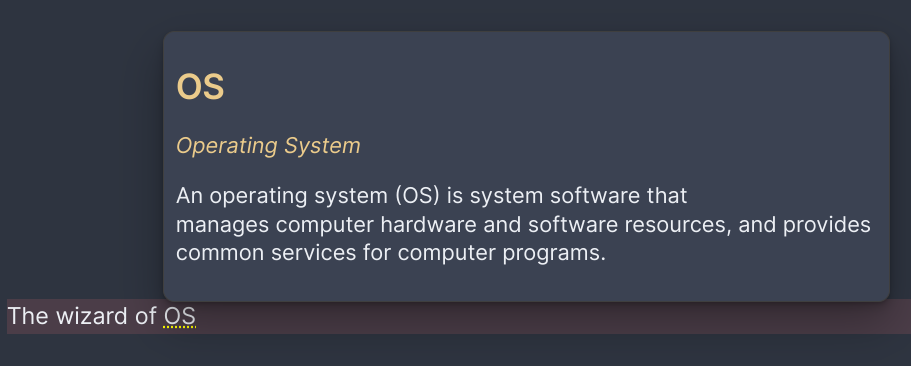 OS
Operating System
An operating system (OS) is system software that
manages computer hardware and software resources, and provides
common services for computer programs.
The wizard of OS